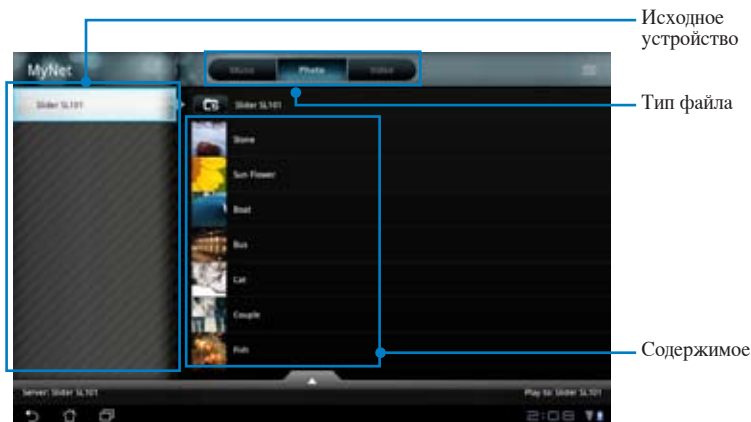 Исходное
устройство
MyNet
Music Photo Video
Slider SL101
Slider SL101
Тип файла
Stone
Sun Flower
Boat
Bus
Cat
Couple
Fish
Содержимое
Server: Slider SL101
Play to: Slider SL101
2:08